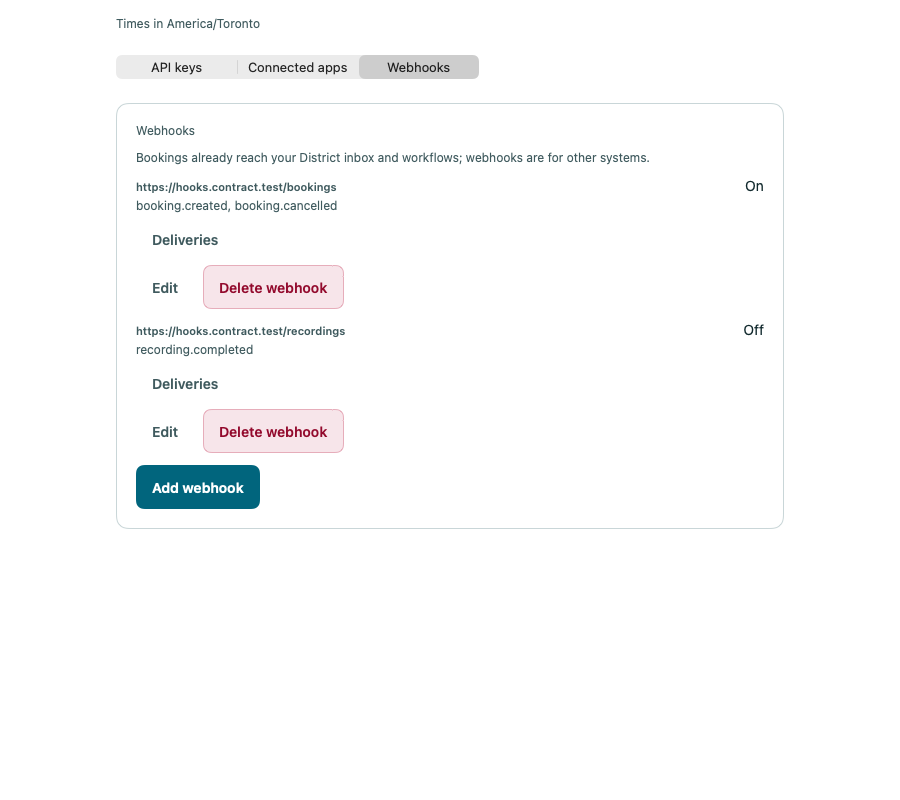 Times in America/Toronto
API keys
Connected apps
Webhooks
Webhooks
Bookings already reach your District inbox and workflows; webhooks are for other systems.
https://hooks.contract.test/bookings
On
booking.created, booking.cancelled
Deliveries
Edit
Delete webhook
https://hooks.contract.test/recordings
Off
recording.completed
Deliveries
Edit
Delete webhook
Add webhook